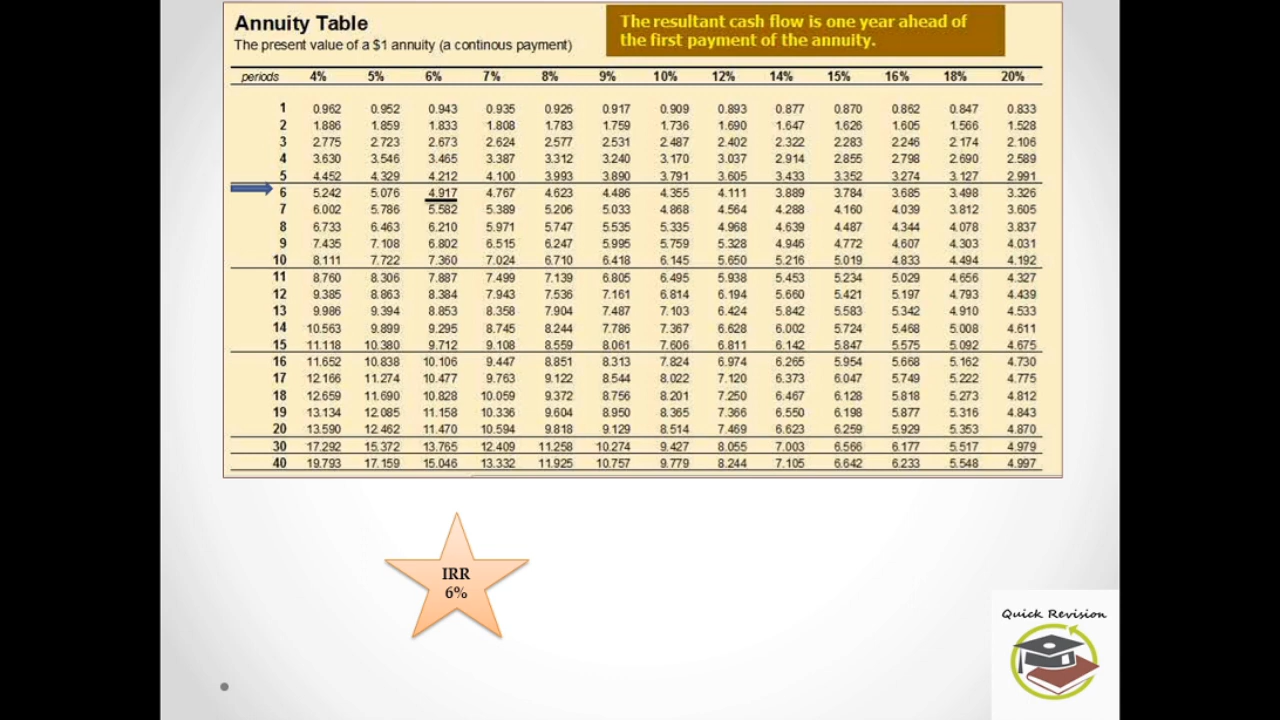 Annuity Table
The present value of a $1 annuity (a continous payment)
The resultant cash flow is one year ahead of
the first payment of the annuity.
periods 4% 5% 6% 7% 8% 9% 10% 12% 14% 15% 16% 18% 20%
1 0.962 0.952 0.943 0.935 0.926 0.917 0.909 0.893 0.877 0.870 0.862 0.847 0.833
2 1.886 1.859 1.833 1.808 1.783 1.759 1.736 1.690 1.647 1.626 1.605 1.566 1.528
3 2.775 2.723 2.673 2.624 2.577 2.531 2.487 2.402 2.322 2.283 2.246 2.174 2.106
4 3.630 3.546 3.465 3.387 3.312 3.240 3.170 3.037 2.914 2.855 2.798 2.690 2.589
5 4.452 4.329 4.212 4.100 3.993 3.890 3.791 3.605 3.433 3.352 3.274 3.127 2.991
6 5.242 5.076 4.917 4.767 4.623 4.486 4.355 4.111 3.889 3.784 3.685 3.498 3.326
7 6.002 5.786 5.582 5.389 5.206 5.033 4.868 4.564 4.288 4.160 4.039 3.812 3.605
8 6.733 6.463 6.210 5.971 5.747 5.535 5.335 4.968 4.639 4.487 4.344 4.078 3.837
9 7.435 7.108 6.802 6.515 6.247 5.995 5.759 5.328 4.946 4.772 4.607 4.303 4.031
10 8.111 7.722 7.360 7.024 6.710 6.418 6.145 5.650 5.216 5.019 4.833 4.494 4.192
11 8.760 8.306 7.887 7.499 7.139 6.805 6.495 5.938 5.453 5.234 5.029 4.656 4.327
12 9.385 8.863 8.384 7.943 7.536 7.161 6.814 6.194 5.660 5.421 5.197 4.793 4.439
13 9.986 9.394 8.853 8.358 7.904 7.487 7.103 6.424 5.842 5.583 5.342 4.910 4.533
14 10.563 9.899 9.295 8.745 8.244 7.786 7.367 6.628 6.002 5.724 5.468 5.008 4.611
15 11.118 10.380 9.712 9.108 8.559 8.061 7.606 6.811 6.142 5.847 5.575 5.092 4.675
16 11.652 10.838 10.106 9.447 8.851 8.313 7.824 6.974 6.265 5.954 5.668 5.162 4.730
17 12.166 11.274 10.477 9.763 9.122 8.544 8.022 7.120 6.373 6.047 5.749 5.222 4.775
18 12.659 11.690 10.828 10.059 9.372 8.756 8.201 7.250 6.467 6.128 5.818 5.273 4.812
19 13.134 12.085 11.158 10.336 9.604 8.950 8.365 7.366 6.550 6.198 5.877 5.316 4.843
20 13.590 12.462 11.470 10.594 9.818 9.129 8.514 7.469 6.623 6.259 5.929 5.353 4.870
30 17.292 15.372 13.765 12.409 11.258 10.274 9.427 8.055 7.003 6.566 6.177 5.517 4.979
40 19.793 17.159 15.046 13.332 11.925 10.757 9.779 8.244 7.105 6.642 6.233 5.548 4.997
IRR
6%
Quick Revision